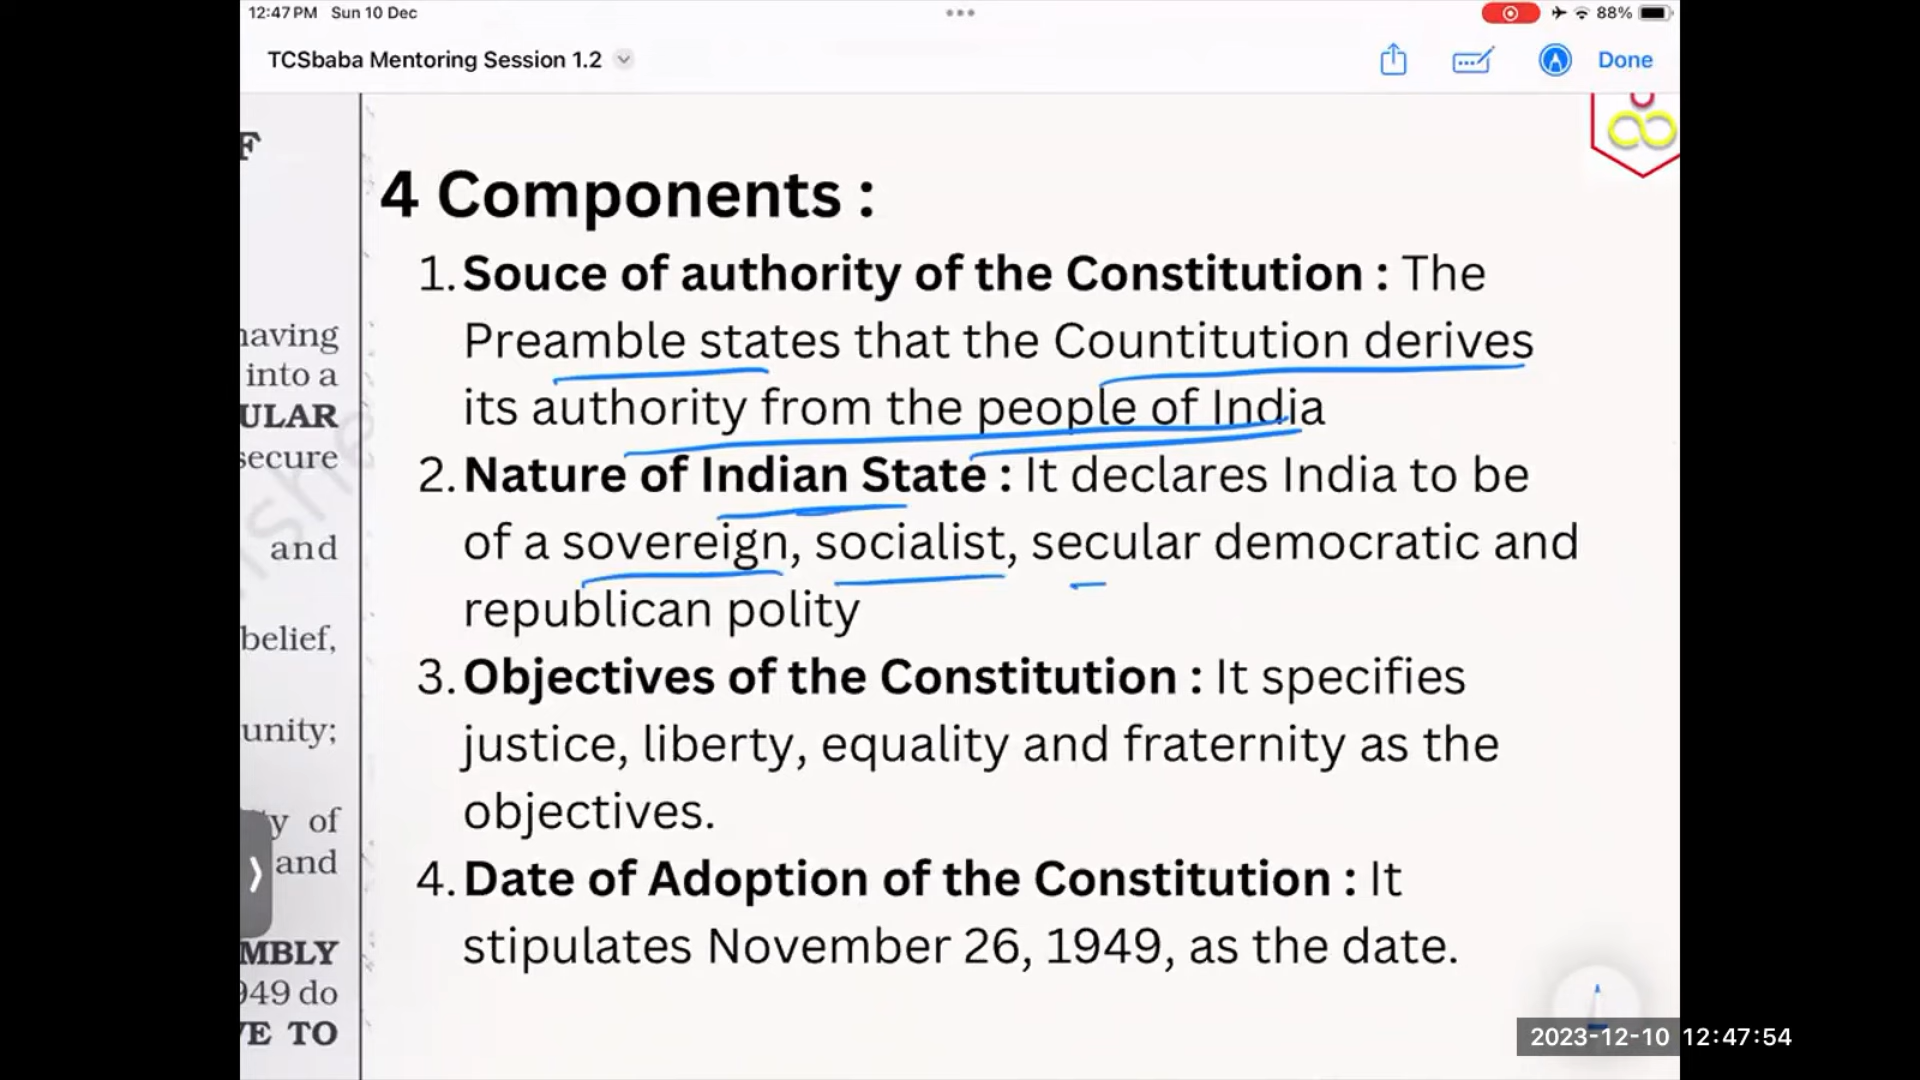 12:47 PM Sun 10 Dec
88%
TCSbaba Mentoring Session 1.2
Done
F
having
into a
ULAR
secure
and
belief,
unity;
y of
and
MBLY
949 do
VE TO
4 Components :
1. Souce of authority of the Constitution : The
Preamble states that the Countitution derives
its authority from the people of India
2. Nature of Indian State : It declares India to be
of a sovereign, socialist, secular democratic and
republican polity
3. Objectives of the Constitution : It specifies
justice, liberty, equality and fraternity as the
objectives.
4. Date of Adoption of the Constitution : It
stipulates November 26, 1949, as the date.
2023-12-10 12:47:54